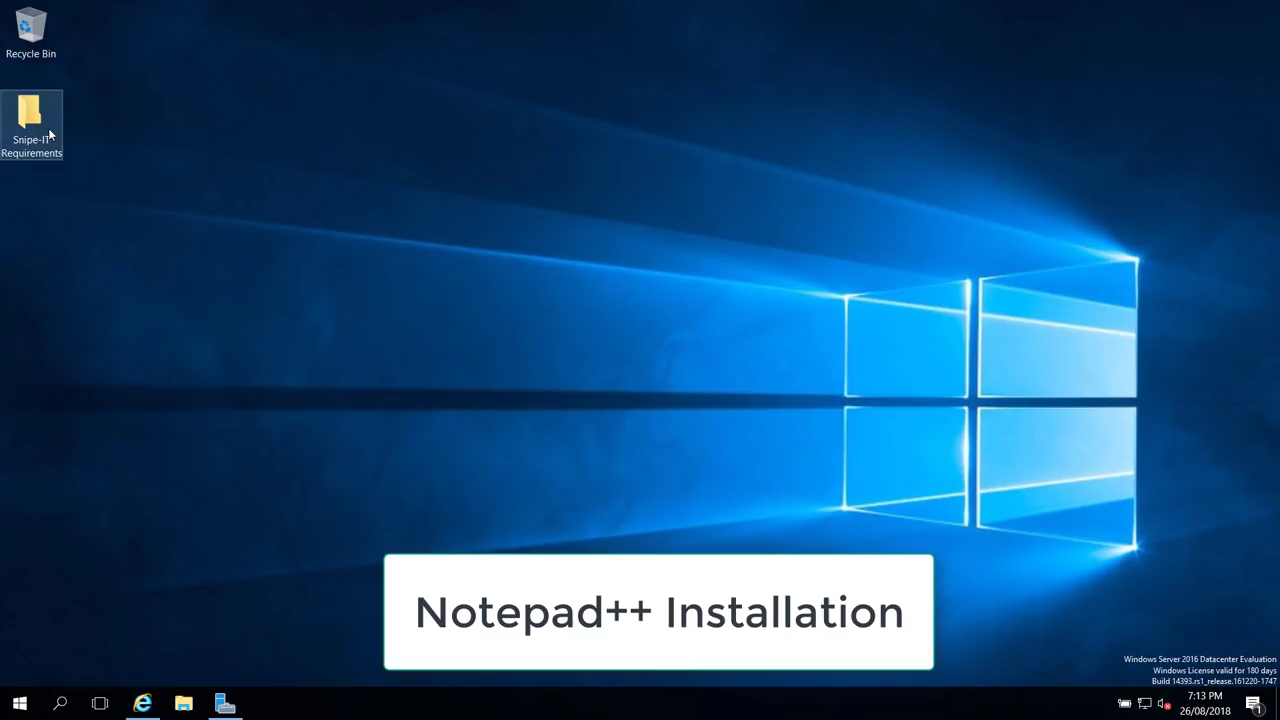 Recycle Bin
Snipe-IT
Requirements
Notepad++ Installation
Windows Server 2016 Datacenter Evaluation
Windows License valid for 180 days
Build 14393.rs1_release.161220-1747
7:13 PM
26/08/2018
1